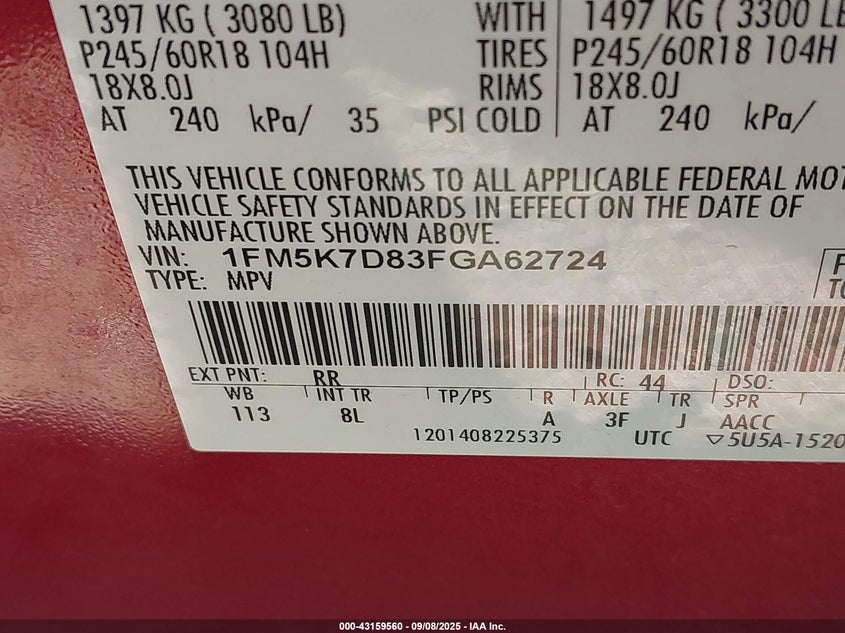 1397 KG ( 3080 LB) WITH 1497 KG ( 3300 LB
P245/60R18 104H TIRES P245/60R18 104H
18X8.0J RIMS 18X8.0J
AT 240 kPa/ 35 PSI COLD AT 240 kPa/
THIS VEHICLE CONFORMS TO ALL APPLICABLE FEDERAL MOT
VEHICLE SAFETY STANDARDS IN EFFECT ON THE DATE OF
MANUFACTURE SHOWN ABOVE.
VIN: 1FM5K7D83FGA62724
TYPE: MPV
EXT PNT: RR RC: 44 DSO:
WB INT TR TP/PS R AXLE TR SPR
113 8L A 3F J AACC
1201408225375 UTC ▽5U5A-1520
000-43159560 - 09/08/2025 - IAA Inc.